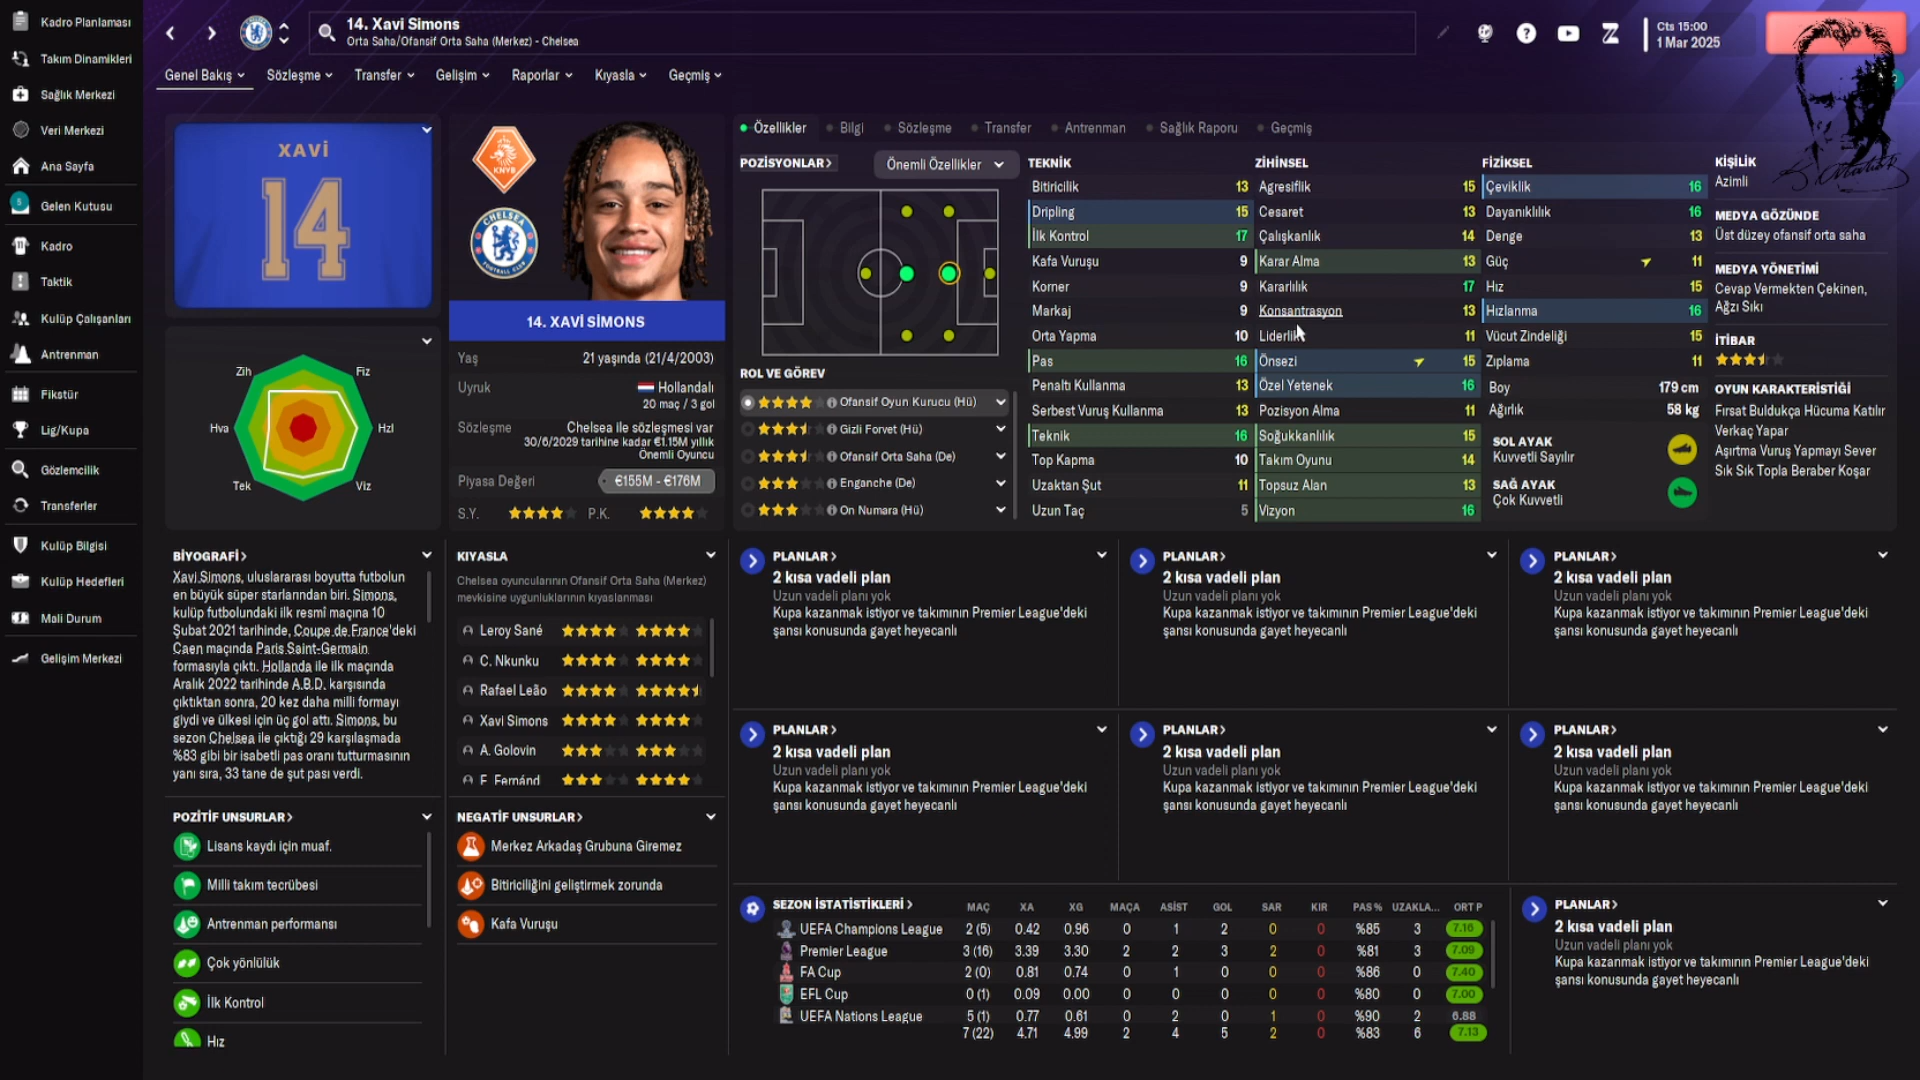 Kadro Planlaması
Takım Dinamikleri
Sağlık Merkezi
Veri Merkezi
Ana Sayfa
5
Gelen Kutusu
Kadro
Taktik
Kulüp Çalışanları
Antrenman
Fikstür
Lig/Kupa
Gözlemcilik
Transferler
Kulüp Bilgisi
Kulüp Hedefleri
Mali Durum
Gelişim Merkezi
14. Xavi Simons
Orta Saha/Ofansif Orta Saha (Merkez) - Chelsea
Cts 15:00
1 Mar 2025
Genel Bakış
Sözleşme
Transfer
Gelişim
Raporlar
Kıyasla
Geçmiş
XAVİ
14
KNVB
CHELSEA
FOOTBALL CLUB
14. XAVİ SİMONS
Yaş 21 yaşında (21/4/2003)
Uyruk Hollandalı
20 maç / 3 gol
Sözleşme Chelsea ile sözleşmesi var
30/6/2029 tarihine kadar €1.15M yıllık
Önemli Oyuncu
Piyasa Değeri €155M - €176M
S.Y. P.K.
Zih Fiz
Hva Hzl
Tek Viz
Özellikler
Bilgi
Sözleşme
Transfer
Antrenman
Sağlık Raporu
Geçmiş
POZİSYONLAR>
Önemli Özellikler
ROL VE GÖREV
Ofansif Oyun Kurucu (Hü)
Gizli Forvet (Hü)
Ofansif Orta Saha (De)
Enganche (De)
On Numara (Hü)
TEKNİK
Bitiricilik 13
Dripling 15
İlk Kontrol 17
Kafa Vuruşu 9
Korner 9
Markaj 9
Orta Yapma 10
Pas 16
Penaltı Kullanma 13
Serbest Vuruş Kullanma 13
Teknik 16
Top Kapma 10
Uzaktan Şut 11
Uzun Taç 5
ZİHİNSEL
Agresiflik 15
Cesaret 13
Çalışkanlık 14
Karar Alma 13
Kararlılık 17
Konsantrasyon 13
Liderlik 11
Önsezi 15
Özel Yetenek 16
Pozisyon Alma 11
Soğukkanlılık 15
Takım Oyunu 14
Topsuz Alan 13
Vizyon 16
FİZİKSEL
Çeviklik 16
Dayanıklılık 16
Denge 13
Güç 11
Hız 15
Hızlanma 16
Vücut Zindeliği 15
Zıplama 11
Boy 179 cm
Ağırlık 58 kg
SOL AYAK
Kuvvetli Sayılır
SAĞ AYAK
Çok Kuvvetli
KİŞİLİK
Azimli
MEDYA GÖZÜNDE
Üst düzey ofansif orta saha
MEDYA YÖNETİMİ
Cevap Vermekten Çekinen,
Ağzı Sıkı
İTİBAR
OYUN KARAKTERİSTİĞİ
Fırsat Buldukça Hücuma Katılır
Verkaç Yapar
Aşırtma Vuruş Yapmayı Sever
Sık Sık Topla Beraber Koşar
BİYOGRAFİ>
Xavi Simons, uluslararası boyutta futbolun
en büyük süper starlarından biri. Simons,
kulüp futbolundaki ilk resmî maçına 10
Şubat 2021 tarihinde, Coupe de France'deki
Caen maçında Paris Saint-Germain
formasıyla çıktı. Hollanda ile ilk maçında
Aralık 2022 tarihinde A.B.D. karşısında
çıktıktan sonra, 20 kez daha milli formayı
giydi ve ülkesi için üç gol attı. Simons, bu
sezon Chelsea ile çıktığı 29 karşılaşmada
%83 gibi bir isabetli pas oranı tutturmasının
yanı sıra, 33 tane de şut pası verdi.
KIYASLA
Chelsea oyuncularının Ofansif Orta Saha (Merkez)
mevkisine uygunluklarının kıyaslanması
Leroy Sané
C. Nkunku
Rafael Leão
Xavi Simons
A. Golovin
E. Fernánd
POZİTİF UNSURLAR>
Lisans kaydı için muaf.
Milli takım tecrübesi
Antrenman performansı
Çok yönlülük
İlk Kontrol
Hız
NEGATİF UNSURLAR>
Merkez Arkadaş Grubuna Giremez
Bitiriciliğini geliştirmek zorunda
Kafa Vuruşu
PLANLAR>
2 kısa vadeli plan
Uzun vadeli planı yok
Kupa kazanmak istiyor ve takımının Premier League'deki
şansı konusunda gayet heyecanlı
PLANLAR>
2 kısa vadeli plan
Uzun vadeli planı yok
Kupa kazanmak istiyor ve takımının Premier League'deki
şansı konusunda gayet heyecanlı
PLANLAR>
2 kısa vadeli plan
Uzun vadeli planı yok
Kupa kazanmak istiyor ve takımının Premier League'deki
şansı konusunda gayet heyecanlı
PLANLAR>
2 kısa vadeli plan
Uzun vadeli planı yok
Kupa kazanmak istiyor ve takımının Premier League'deki
şansı konusunda gayet heyecanlı
PLANLAR>
2 kısa vadeli plan
Uzun vadeli planı yok
Kupa kazanmak istiyor ve takımının Premier League'deki
şansı konusunda gayet heyecanlı
PLANLAR>
2 kısa vadeli plan
Uzun vadeli planı yok
Kupa kazanmak istiyor ve takımının Premier League'deki
şansı konusunda gayet heyecanlı
SEZON İSTATİSTİKLERİ> MAÇ XA XG MAÇA ASİST GOL SAR KIR PAS % UZAKLA... ORT P
UEFA Champions League 2 (5) 0.42 0.96 0 1 2 0 0 %85 3 7.16
Premier League 3 (16) 3.39 3.30 2 2 3 2 0 %81 3 7.09
FA Cup 2 (0) 0.81 0.74 0 1 0 0 0 %86 0 7.40
EFL Cup 0 (1) 0.09 0.00 0 0 0 0 0 %80 0 7.00
UEFA Nations League 5 (1) 0.77 0.61 0 2 0 1 0 %90 2 6.88
7 (22) 4.71 4.99 2 4 5 2 0 %83 6 7.13
PLANLAR>
2 kısa vadeli plan
Uzun vadeli planı yok
Kupa kazanmak istiyor ve takımının Premier League'deki
şansı konusunda gayet heyecanlı